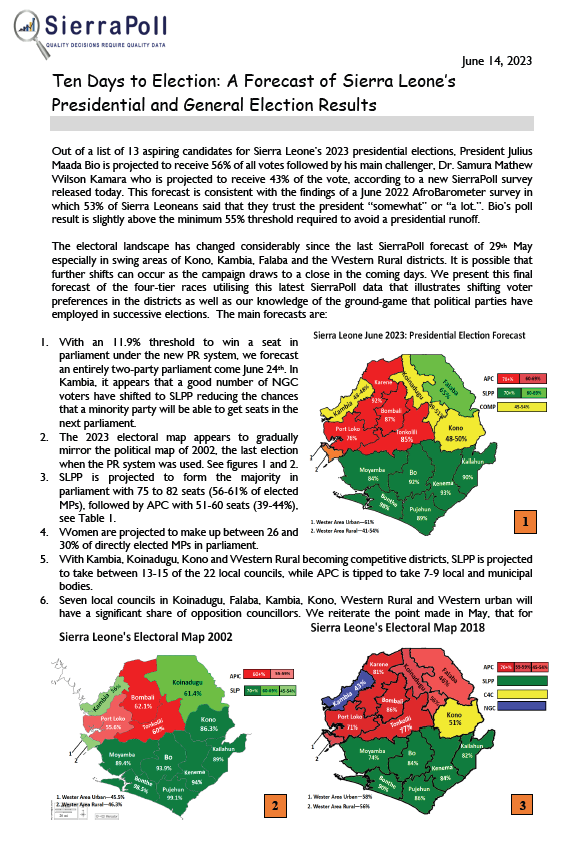 SierraPoll
QUALITY DECISIONS REQUIRE QUALITY DATA
June 14, 2023
Ten Days to Election: A Forecast of Sierra Leone's
Presidential and General Election Results
Out of a list of 13 aspiring candidates for Sierra Leone's 2023 presidential elections, President Julius
Maada Bio is projected to receive 56% of all votes followed by his main challenger, Dr. Samura Mathew
Wilson Kamara who is projected to receive 43% of the vote, according to a new SierraPoll survey
released today. This forecast is consistent with the findings of a June 2022 AfroBarometer survey in
which 53% of Sierra Leoneans said that they trust the president "somewhat" or "a lot.". Bio's poll
result is slightly above the minimum 55% threshold required to avoid a presidential runoff.
The electoral landscape has changed considerably since the last SierraPoll forecast of 29th May
especially in swing areas of Kono, Kambia, Falaba and the Western Rural districts. It is possible that
further shifts can occur as the campaign draws to a close in the coming days. We present this final
forecast of the four-tier races utilising this latest SierraPoll data that illustrates shifting voter
preferences in the districts as well as our knowledge of the ground-game that political parties have
employed in successive elections. The main forecasts are:
1. With an 11.9% threshold to win a seat in
parliament under the new PR system, we forecast
an entirely two-party parliament come June 24th. In
Kambia, it appears that a good number of NGC
voters have shifted to SLPP reducing the chances
that a minority party will be able to get seats in the
next parliament.
2. The 2023 electoral map appears to gradually
mirror the political map of 2002, the last election
when the PR system was used. See figures 1 and 2.
3. SLPP is projected to form the majority in
parliament with 75 to 82 seats (56-61% of elected
MPs), followed by APC with 51-60 seats (39-44%),
see Table 1.
4. Women are projected to make up between 26 and
30% of directly elected MPs in parliament.
5. With Kambia, Koinadugu, Kono and Western Rural becoming competitive districts, SLPP is projected
to take between 13-15 of the 22 local councils, while APC is tipped to take 7-9 local and municipal
bodies.
6. Seven local councils in Koinadugu, Falaba, Kambia, Kono, Western Rural and Western urban will
have a significant share of opposition councillors. We reiterate the point made in May, that for
Sierra Leone June 2023: Presidential Election Forecast
Karene
92%
Koinadugu
Falaba
65%
Kambia 44-48%
Bombali
87%
Port Loko
78%
Tonkolili
85%
Kono
48-50%
Moyamba
84%
Bo
92%
Kenema
93%
Kailahun
90%
Bonthe
98%
Pujehun
89%
APC 70+% 60-69%
SLPP 70+% 60-69%
COMP 45-54%
1
2
1. Wester Area Urban—61%
2. Wester Area Rural—41-54%
1
Sierra Leone's Electoral Map 2002
Kambia
Koinadugu
61.4%
Bombali
62.1%
Port Loko
55.6%
Tonkolili
60%
Kono
86.3%
Moyamba
89.4%
Bo
93.9%
Kailahun
89%
Kenema
94%
Bonthe
98.5%
Pujehun
99.1%
APC 60+% 55-59%
SLP 70+% 60-69% 45-54%
1
2
1. Wester Area Urban—45.5%
2. Wester Area Rural—46.3%
2
Sierra Leone's Electoral Map 2018
Karene
81%
Koinadugu
Falaba
Kambia 43%
Bombali
86%
Port Loko
71%
Tonkolili
77%
Kono
51%
Moyamba
74%
Bo
84%
Kailahun
82%
Kenema
84%
Bonthe
90%
Pujehun
86%
APC 70+% 55-59% 45-54%
SLPP
C4C
NGC
1
2
1. Wester Area Urban—58%
2. Wester Area Rural—56%
3